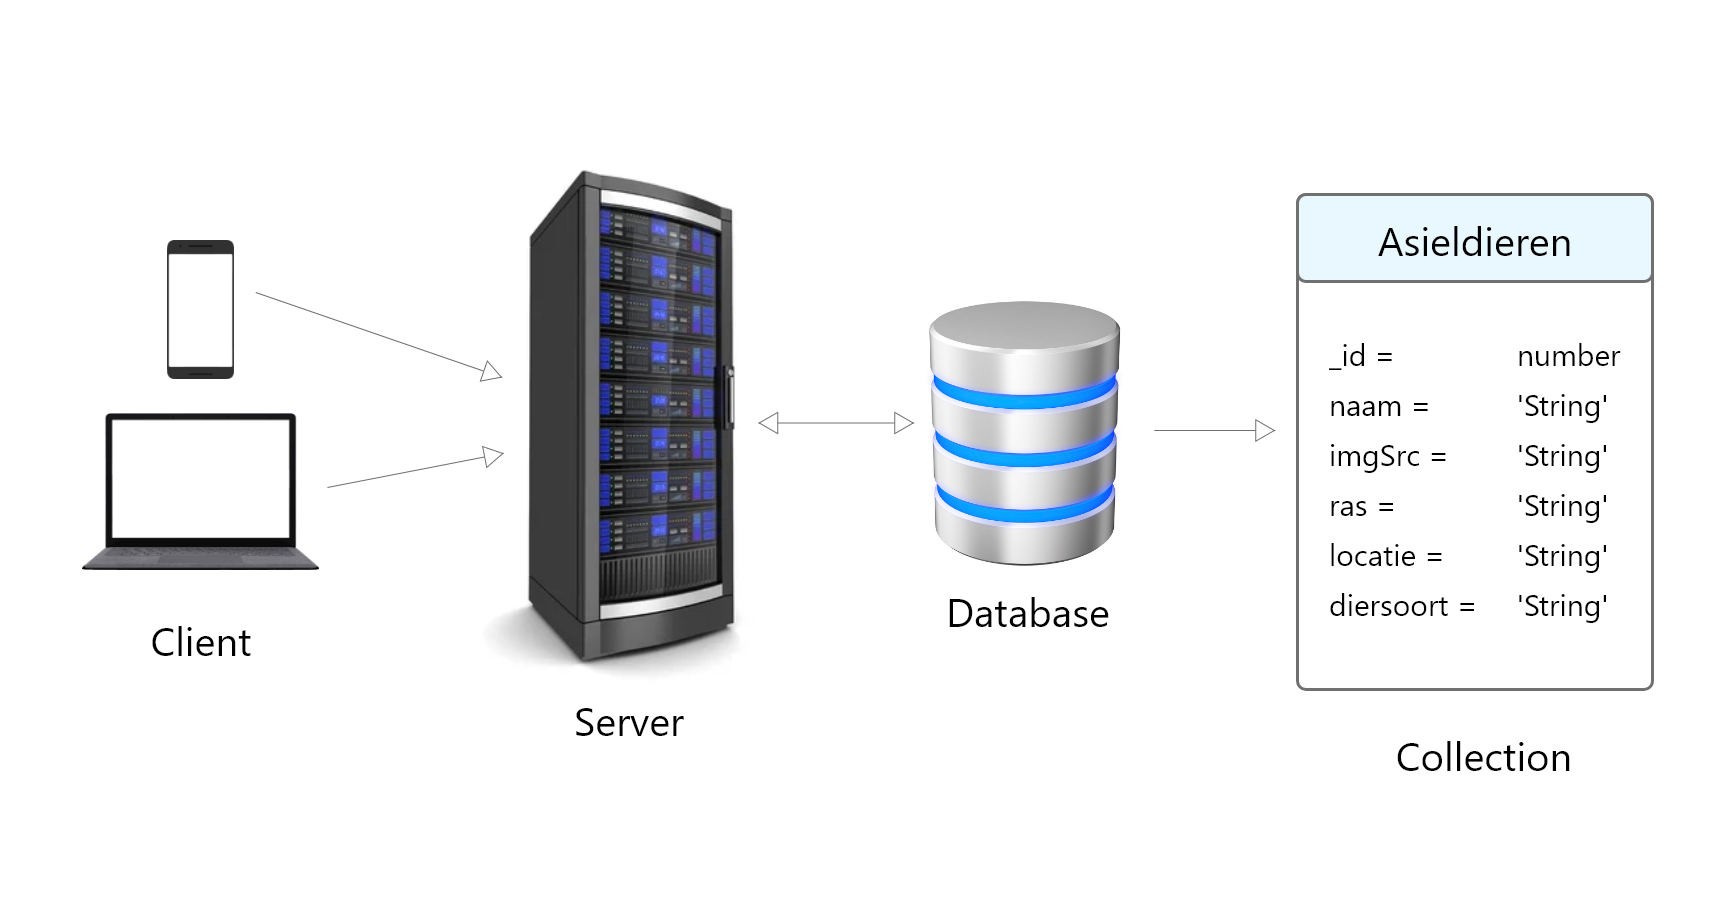 Client
Server
Database
Asieldieren
_id = number
naam = 'String'
imgSrc = 'String'
ras = 'String'
locatie = 'String'
diersoort = 'String'
Collection